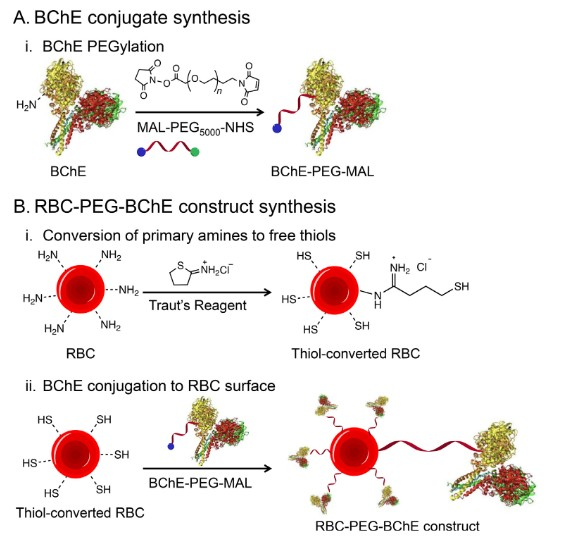 A. BChE conjugate synthesis
i. BChE PEGylation
H₂N
O
O
N-O
O
O
n
N
O
O
MAL-PEG₅₀₀₀-NHS
BChE
BChE-PEG-MAL
B. RBC-PEG-BChE construct synthesis
i. Conversion of primary amines to free thiols
H₂N
NH₂
H₂N
NH₂
H₂N
NH₂
S
+
NH₂Cl⁻
Traut's Reagent
HS
SH
HS
HS
SH
N
H
+
NH₂ Cl⁻
SH
RBC
Thiol-converted RBC
ii. BChE conjugation to RBC surface
HS
SH
HS
SH
HS
SH
BChE-PEG-MAL
Thiol-converted RBC
RBC-PEG-BChE construct